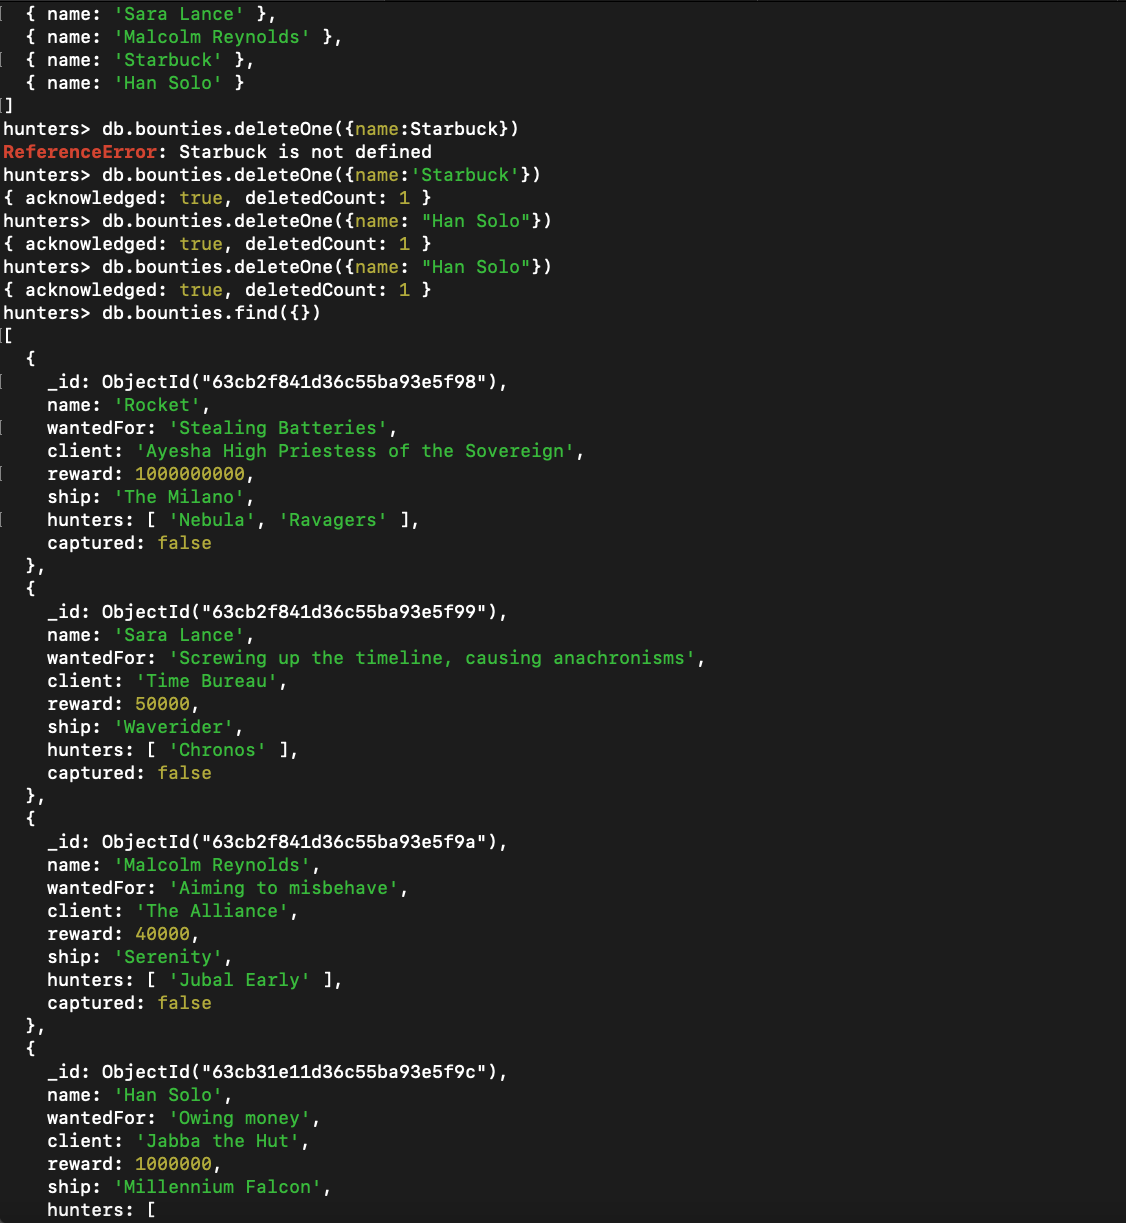 { name: 'Sara Lance' },
{ name: 'Malcolm Reynolds' },
{ name: 'Starbuck' },
{ name: 'Han Solo' }
]
hunters> db.bounties.deleteOne({name:Starbuck})
ReferenceError: Starbuck is not defined
hunters> db.bounties.deleteOne({name:'Starbuck'})
{ acknowledged: true, deletedCount: 1 }
hunters> db.bounties.deleteOne({name: "Han Solo"})
{ acknowledged: true, deletedCount: 1 }
hunters> db.bounties.deleteOne({name: "Han Solo"})
{ acknowledged: true, deletedCount: 1 }
hunters> db.bounties.find({})
[
{
_id: ObjectId("63cb2f841d36c55ba93e5f98"),
name: 'Rocket',
wantedFor: 'Stealing Batteries',
client: 'Ayesha High Priestess of the Sovereign',
reward: 1000000000,
ship: 'The Milano',
hunters: [ 'Nebula', 'Ravagers' ],
captured: false
},
{
_id: ObjectId("63cb2f841d36c55ba93e5f99"),
name: 'Sara Lance',
wantedFor: 'Screwing up the timeline, causing anachronisms',
client: 'Time Bureau',
reward: 50000,
ship: 'Waverider',
hunters: [ 'Chronos' ],
captured: false
},
{
_id: ObjectId("63cb2f841d36c55ba93e5f9a"),
name: 'Malcolm Reynolds',
wantedFor: 'Aiming to misbehave',
client: 'The Alliance',
reward: 40000,
ship: 'Serenity',
hunters: [ 'Jubal Early' ],
captured: false
},
{
_id: ObjectId("63cb31e11d36c55ba93e5f9c"),
name: 'Han Solo',
wantedFor: 'Owing money',
client: 'Jabba the Hut',
reward: 1000000,
ship: 'Millennium Falcon',
hunters: [